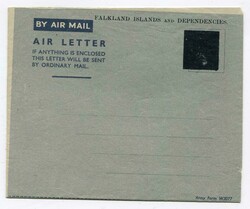 FALKLAND ISLANDS AND DEPENDENCIES.
BY AIR MAIL
AIR LETTER
IF ANYTHING IS ENCLOSED
THIS LETTER WILL BE SENT
BY ORDINARY MAIL.